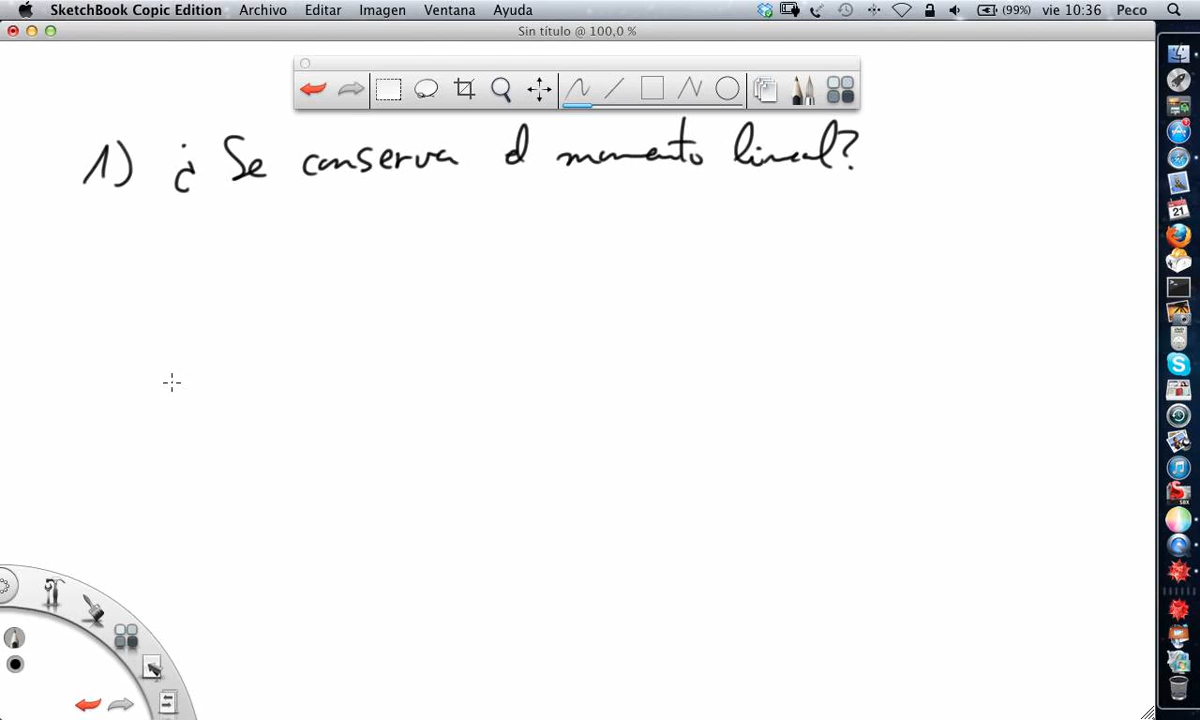 SketchBook Copic Edition Archivo Editar Imagen Ventana Ayuda (99%) vie 10:36 Peco
Sin título @ 100,0 %
1) ¿Se conserva el momento lineal?
21